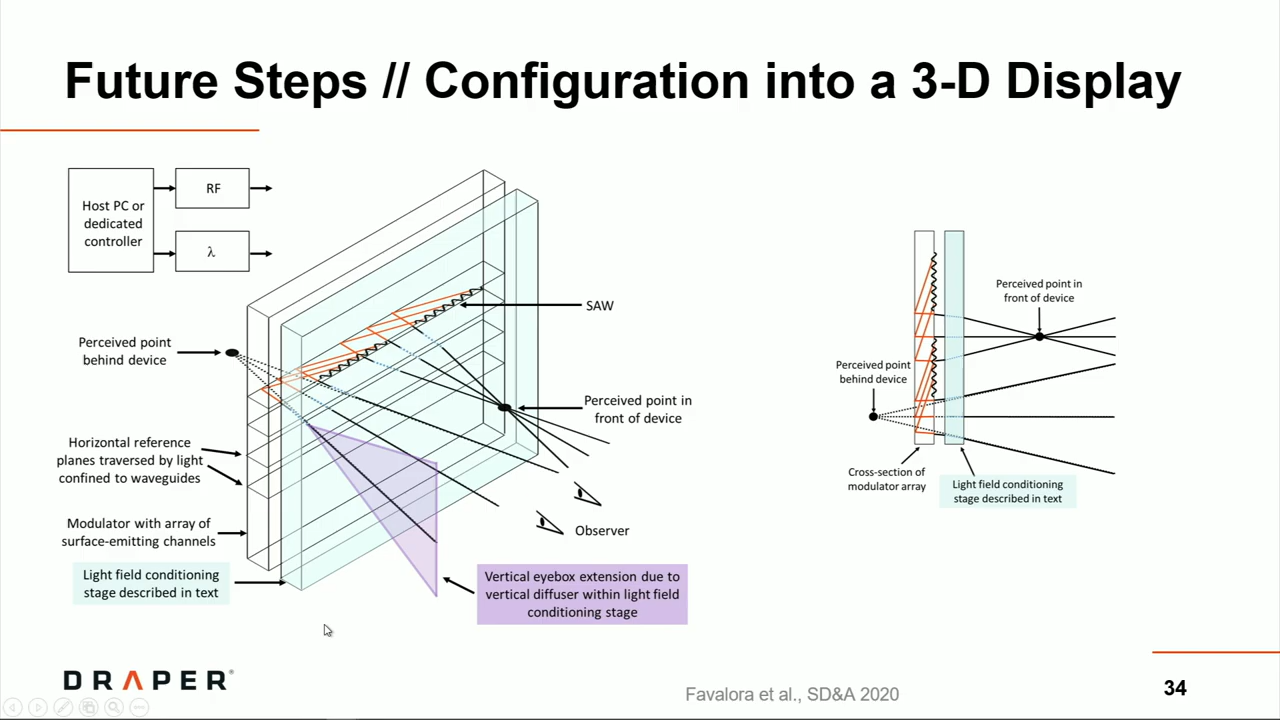 Future Steps // Configuration into a 3-D Display
Host PC or
dedicated
controller
RF
λ
SAW
Perceived point
behind device
Perceived point in
front of device
Horizontal reference
planes traversed by light
confined to waveguides
Observer
Modulator with array of
surface-emitting channels
Light field conditioning
stage described in text
Vertical eyebox extension due to
vertical diffuser within light field
conditioning stage
Perceived point in
front of device
Perceived point
behind device
Cross-section of
modulator array
Light field conditioning
stage described in text
DRAPER®
Favalora et al., SD&A 2020
34